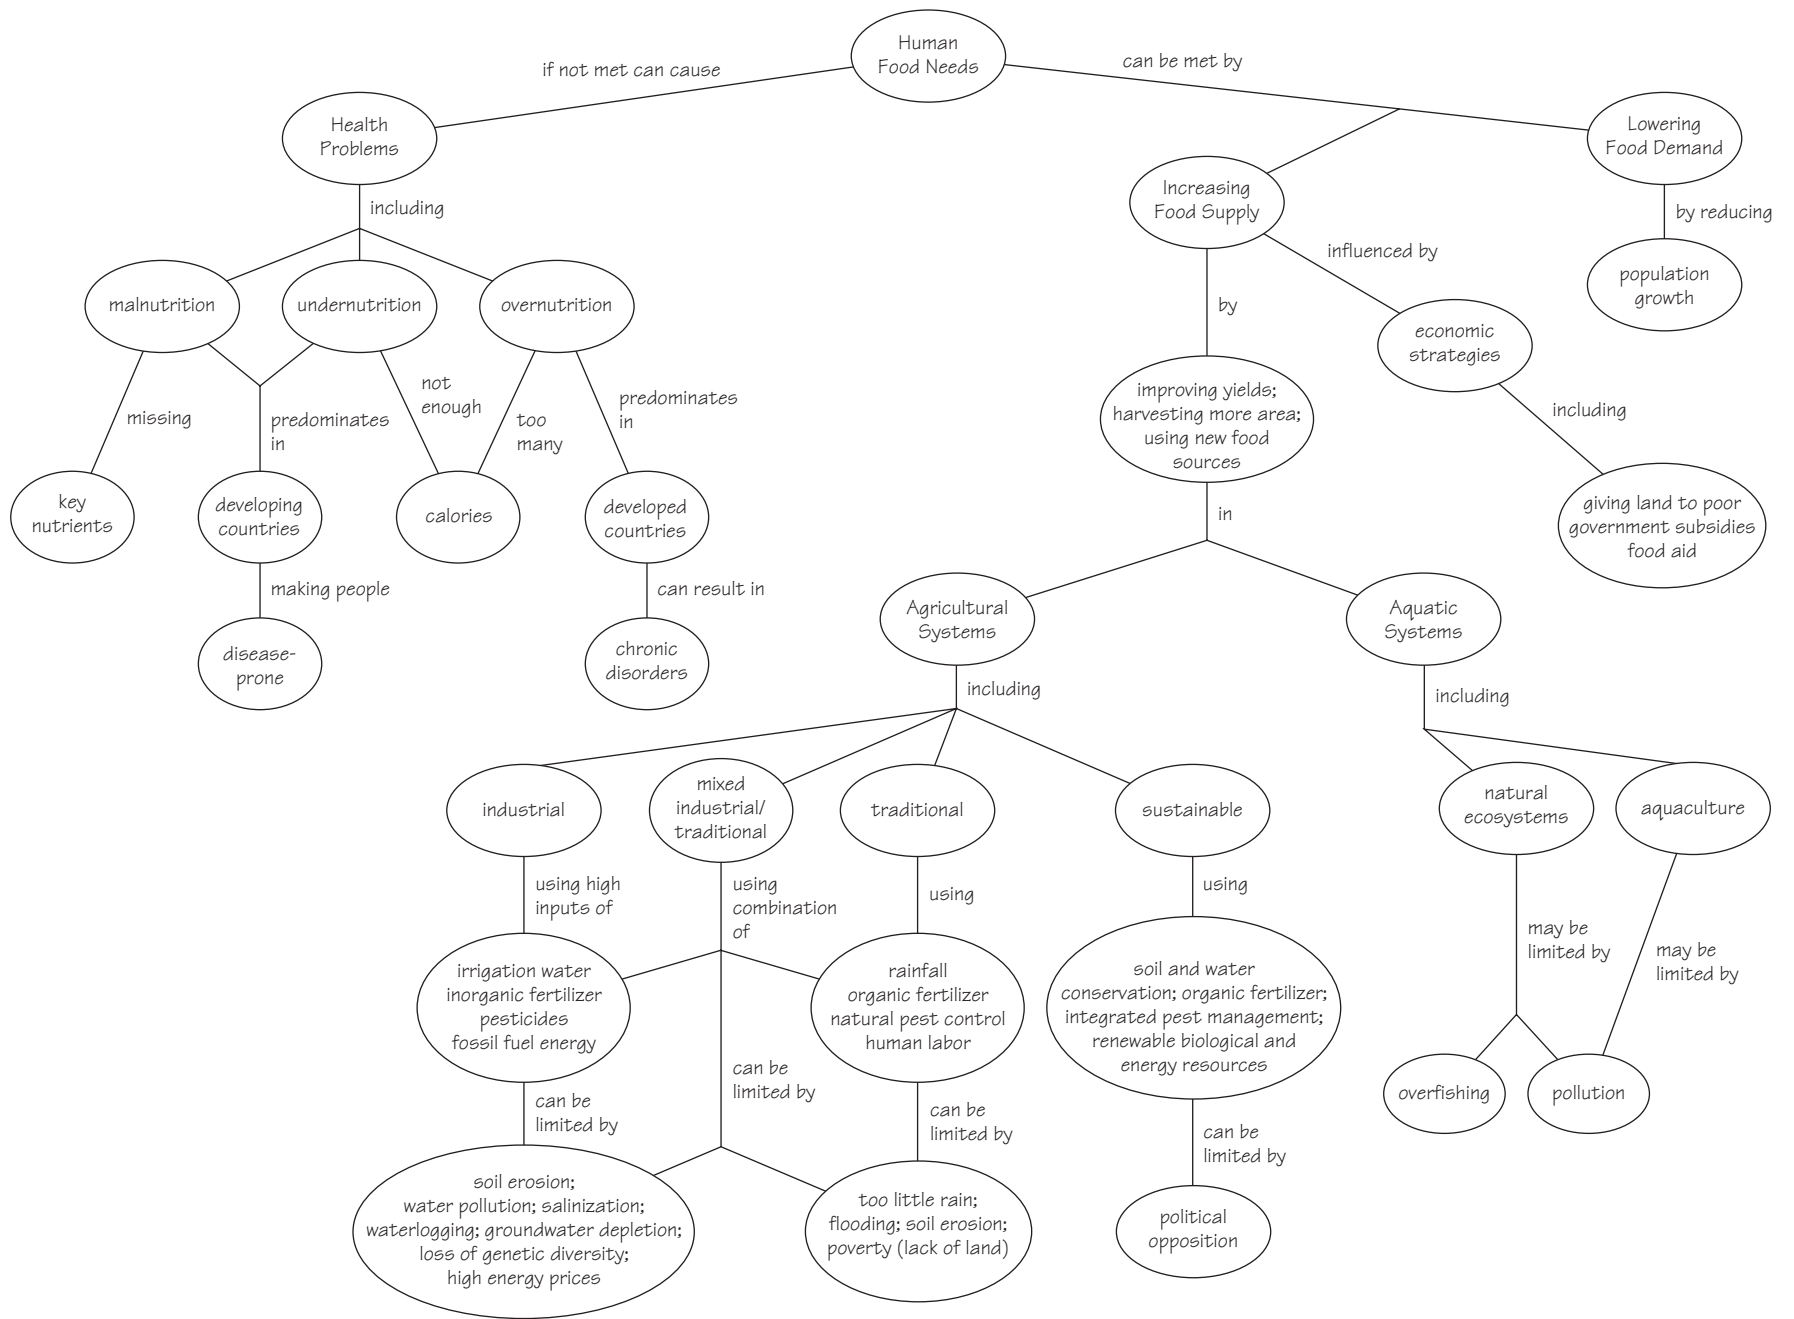 Human
Food Needs
if not met can cause
can be met by
Health
Problems
Lowering
Food Demand
including
by reducing
Increasing
Food Supply
influenced by
population
growth
malnutrition
undernutrition
overnutrition
by
economic
strategies
missing
predominates
in
not
enough
too
many
predominates
in
improving yields;
harvesting more area;
using new food
sources
including
key
nutrients
developing
countries
calories
developed
countries
in
giving land to poor
government subsidies
food aid
making people
can result in
disease-
prone
chronic
disorders
Agricultural
Systems
Aquatic
Systems
including
including
industrial
mixed
industrial/
traditional
traditional
sustainable
natural
ecosystems
aquaculture
using high
inputs of
using
combination
of
using
using
may be
limited by
may be
limited by
irrigation water
inorganic fertilizer
pesticides
fossil fuel energy
rainfall
organic fertilizer
natural pest control
human labor
soil and water
conservation; organic fertilizer;
integrated pest management;
renewable biological and
energy resources
overfishing
pollution
can be
limited by
can be
limited by
can be
limited by
can be
limited by
soil erosion;
water pollution; salinization;
waterlogging; groundwater depletion;
loss of genetic diversity;
high energy prices
too little rain;
flooding; soil erosion;
poverty (lack of land)
political
opposition